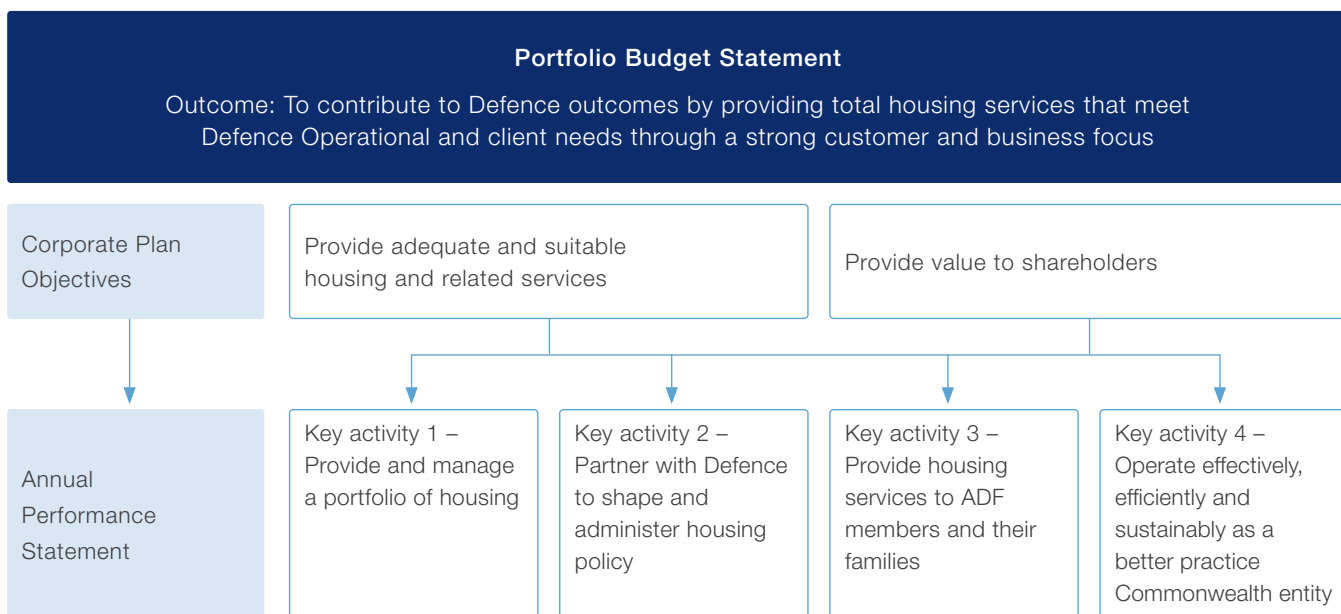 Portfolio Budget Statement
Outcome: To contribute to Defence outcomes by providing total housing services that meet
Defence Operational and client needs through a strong customer and business focus
Corporate Plan
Objectives
Provide adequate and suitable
housing and related services
Provide value to shareholders
Annual
Performance
Statement
Key activity 1 –
Provide and manage
a portfolio of housing
Key activity 2 –
Partner with Defence
to shape and
administer housing
policy
Key activity 3 –
Provide housing
services to ADF
members and their
families
Key activity 4 –
Operate effectively,
efficiently and
sustainably as a
better practice
Commonwealth entity